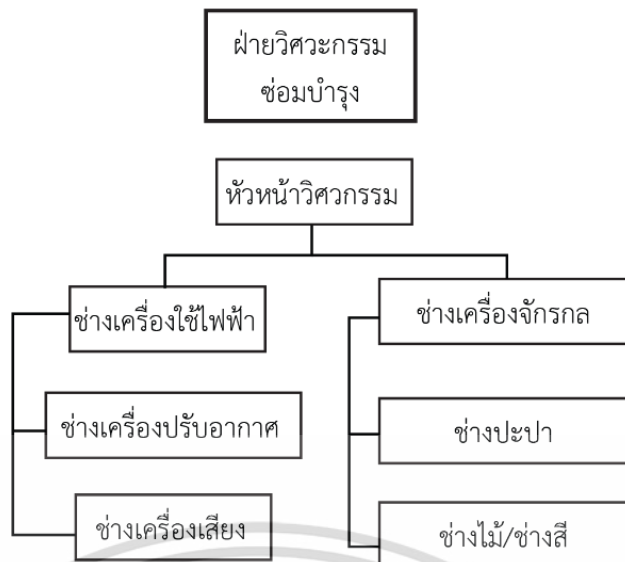 ฝ่ายวิศวะกรรม
ซ่อมบำรุง
หัวหน้าวิศวกรรม
ช่างเครื่องใช้ไฟฟ้า
ช่างเครื่องจักรกล
ช่างเครื่องปรับอากาศ
ช่างปะปา
ช่างเครื่องเสียง
ช่างไม้/ช่างสี